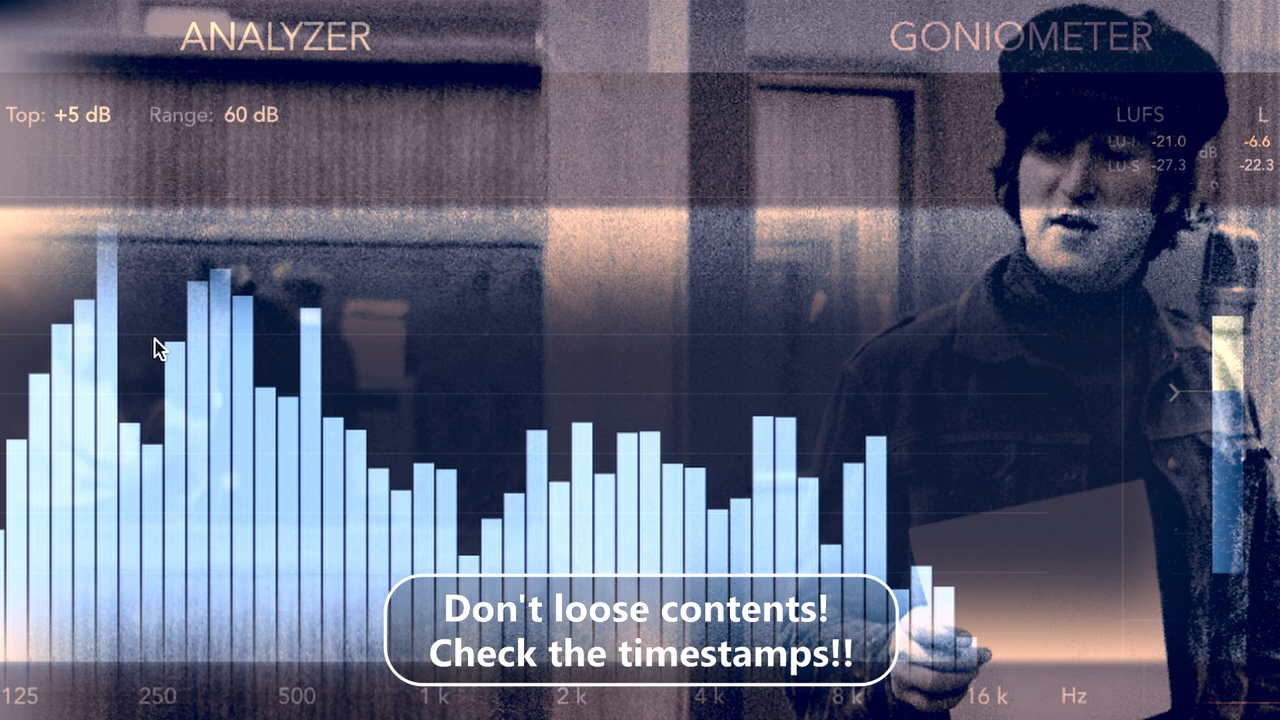 ANALYZER
GONIOMETER
Top: +5 dB Range: 60 dB
LUFS L
LU-I -21.0 -6.6
dB
LU-S -27.3 -22.3
6
Don't loose contents!
Check the timestamps!!
125 250 500 1 k 2 k 4 k 8 k 16 k Hz